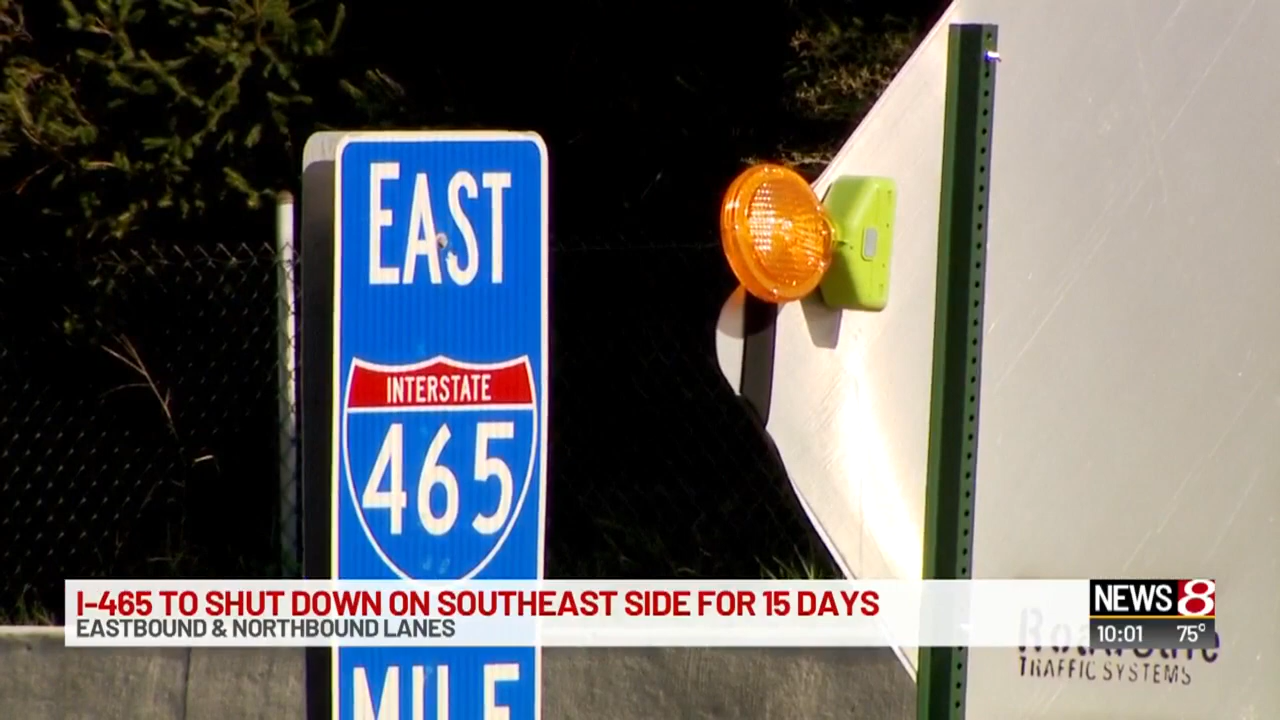 EAST
INTERSTATE
465
I-465 TO SHUT DOWN ON SOUTHEAST SIDE FOR 15 DAYS
EASTBOUND & NORTHBOUND LANES
NEWS 8
10:01 75°
TRAFFIC SYSTEMS
MILE